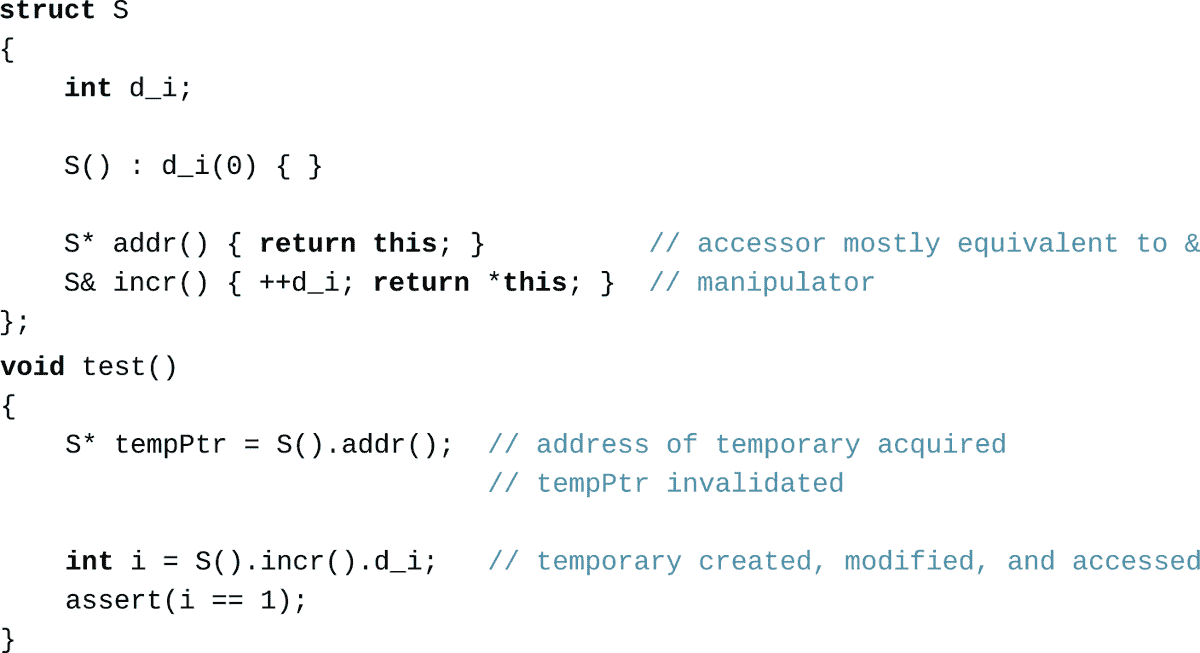 struct S
{
    int d_i;

    S() : d_i(0) { }

    S* addr() { return this; }          // accessor mostly equivalent to &
    S& incr() { ++d_i; return *this; }  // manipulator
};
void test()
{
    S* tempPtr = S().addr();  // address of temporary acquired
                              // tempPtr invalidated

    int i = S().incr().d_i;   // temporary created, modified, and accessed
    assert(i == 1);
}